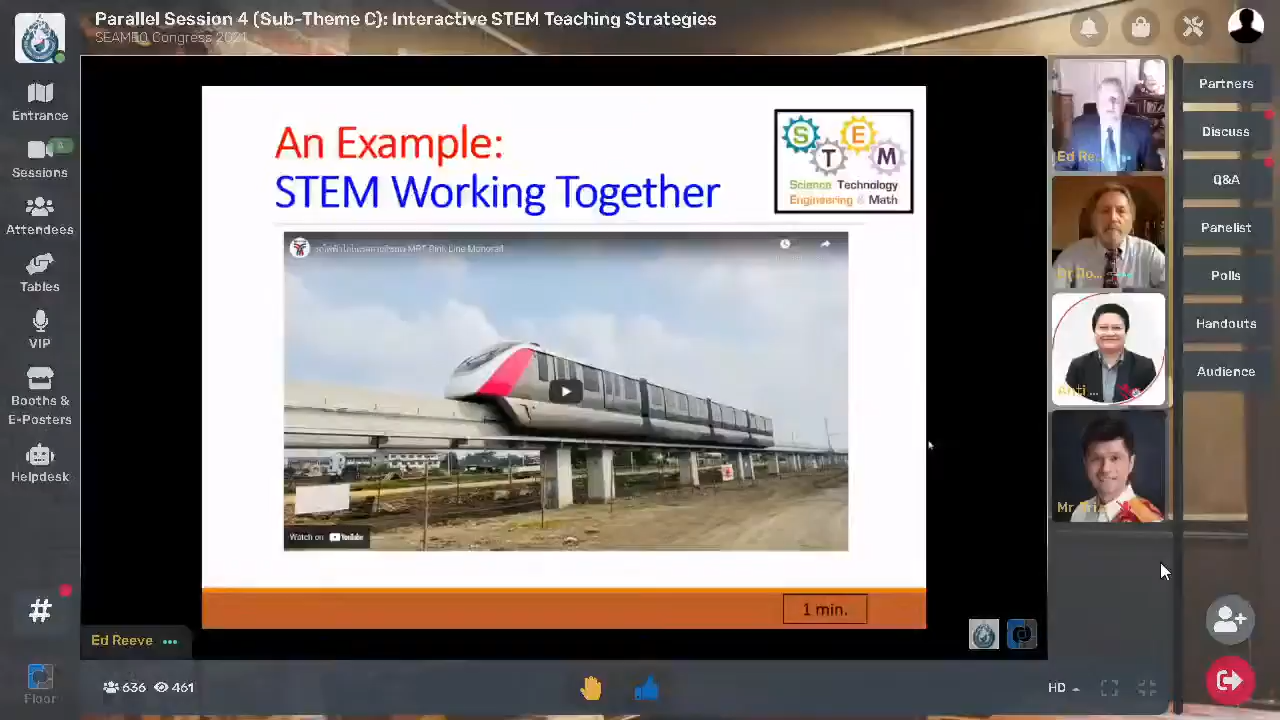 Parallel Session 4 (Sub-Theme C): Interactive STEM Teaching Strategies
SEAMEO Congress 2021
Entrance
Sessions
Attendees
Tables
VIP
Booths &
E-Posters
Helpdesk
#
Floor
An Example:
STEM Working Together
S T E M
Science Technology
Engineering & Math
MRT Pink Line Monorail
Watch on YouTube
1 min.
Ed Reeve
636
461
HD
Ed Re...
Dr Do...
Mr
Partners
Discuss
Q&A
Panelist
Polls
Handouts
Audience